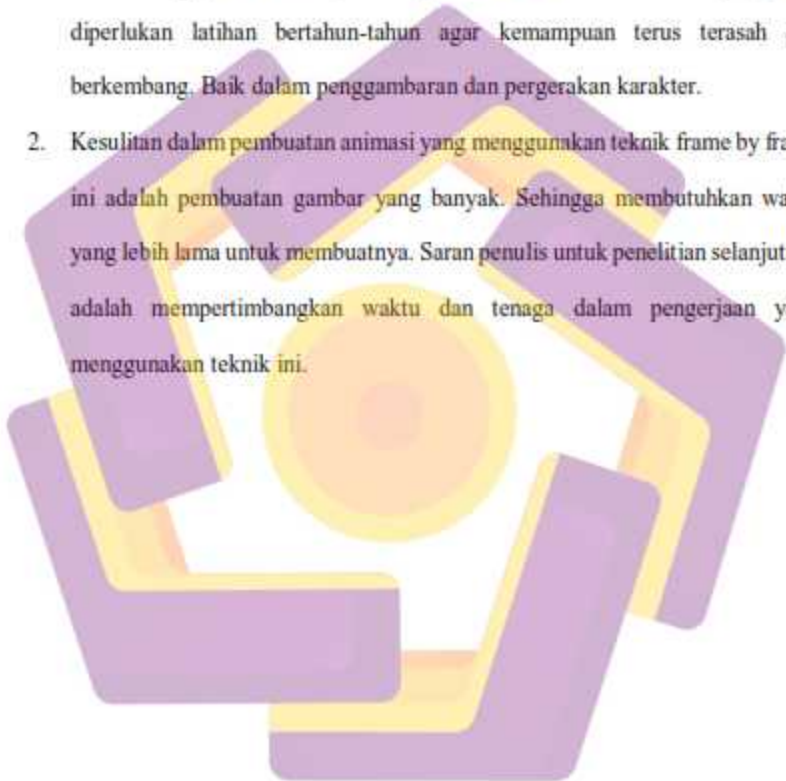 diperlukan latihan bertahun-tahun agar kemampuan terus terasah
berkembang. Baik dalam penggambaran dan pergerakan karakter.
2. Kesulitan dalam pembuatan animasi yang menggunakan teknik frame by
ini adalah pembuatan gambar yang banyak. Sehingga membutuhkan
yang lebih lama untuk membuatnya. Saran penulis untuk penelitian
adalah mempertimbangkan waktu dan tenaga dalam pengerjaan
menggunakan teknik ini.